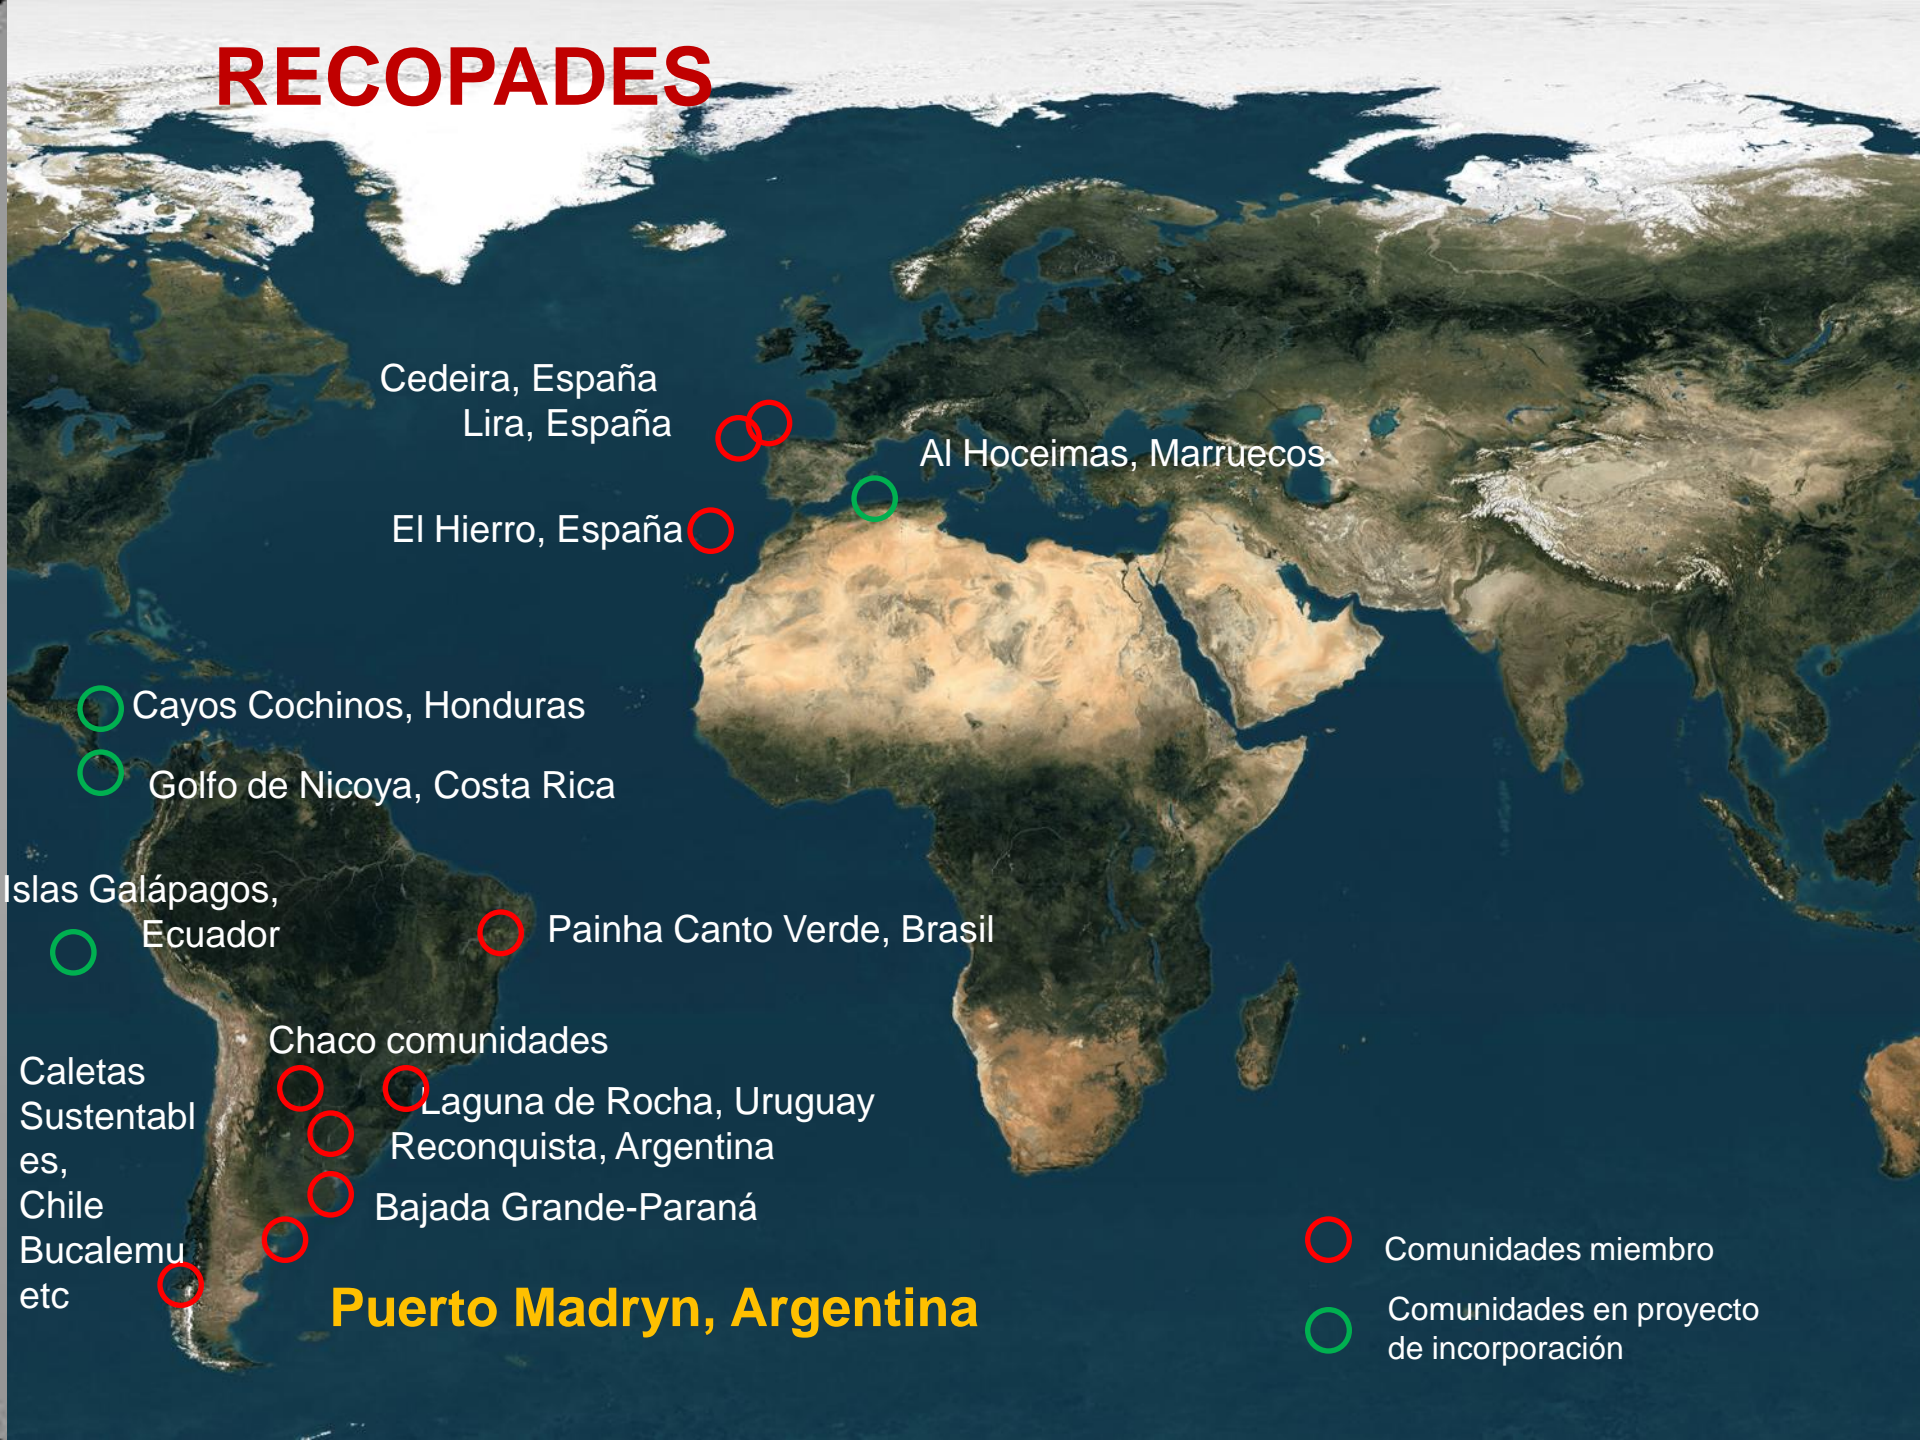 RECOPADES
Cedeira, España
Lira, España
Al Hoceimas, Marruecos
El Hierro, España
Cayos Cochinos, Honduras
Golfo de Nicoya, Costa Rica
Islas Galápagos,
Ecuador
Painha Canto Verde, Brasil
Chaco comunidades
Caletas
Sustentabl
es,
Chile
Bucalemu
etc
Laguna de Rocha, Uruguay
Reconquista, Argentina
Bajada Grande-Paraná
Puerto Madryn, Argentina
Comunidades miembro
Comunidades en proyecto
de incorporación